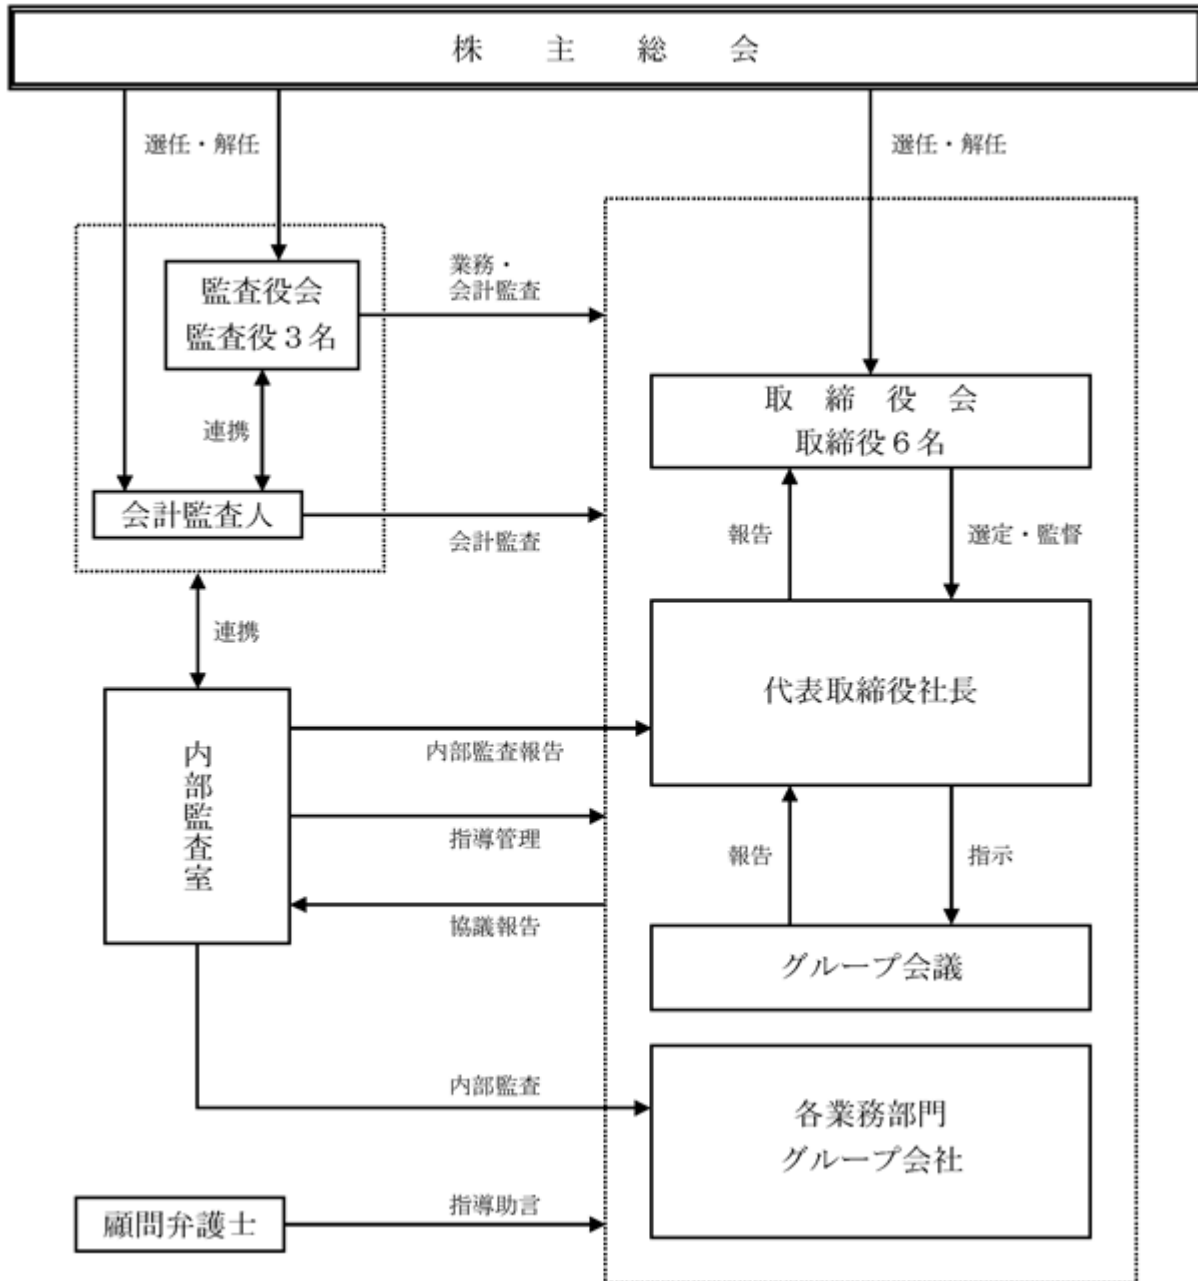 株主総会
選任・解任
選任・解任
監査役会
監査役３名
業務・
会計監査
連携
会計監査人
会計監査
取締役会
取締役６名
報告
選定・監督
連携
代表取締役社長
内部監査室
内部監査報告
指導管理
協議報告
報告
指示
グループ会議
内部監査
各業務部門
グループ会社
顧問弁護士
指導助言